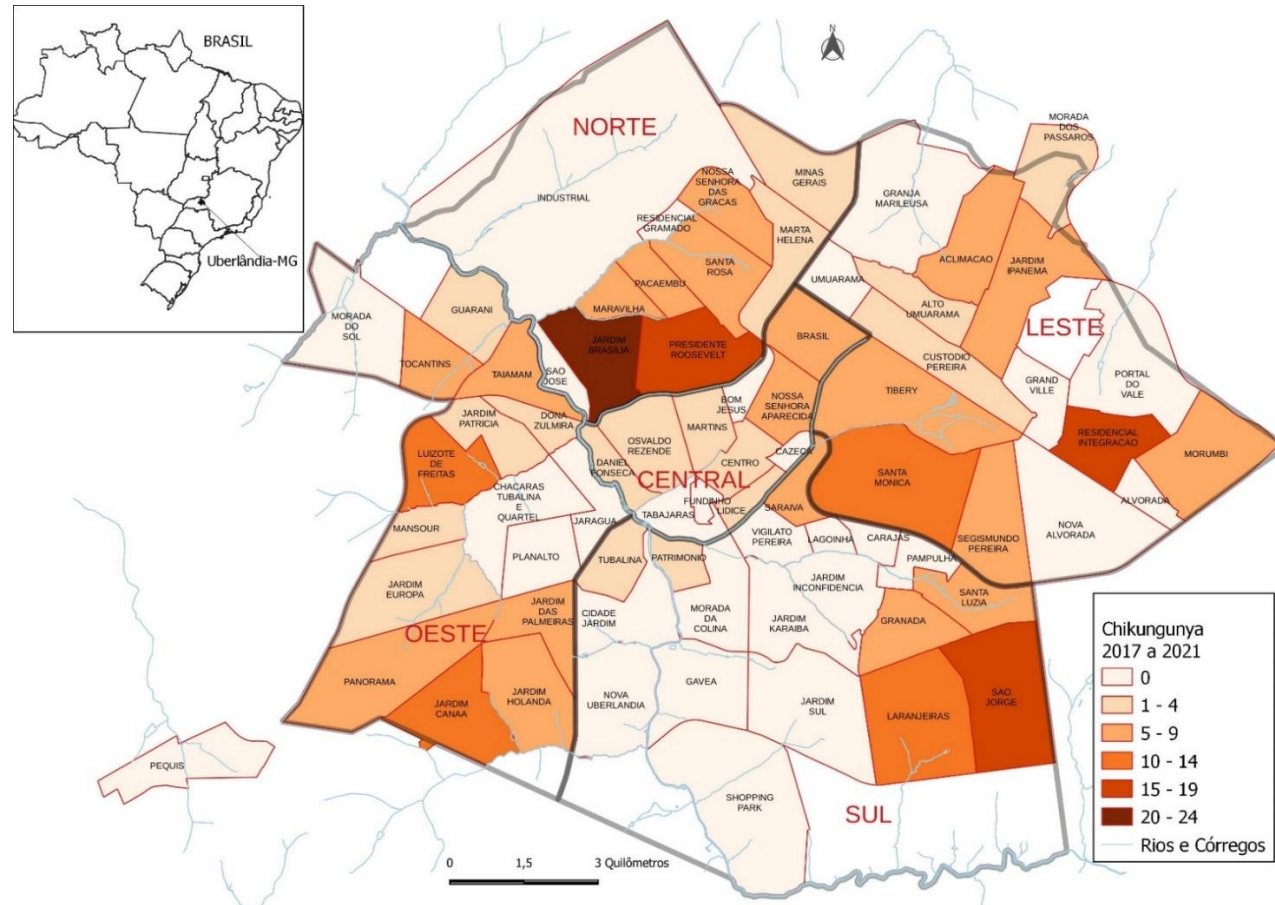 BRASIL
Uberlândia-MG
N
NORTE
INDUSTRIAL
NOSSA
SENHORA
DAS
GRACAS
RESIDENCIAL
GRAMADO
MINAS
GERAIS
MARTA
HELENA
SANTA
ROSA
PACAEMBU
MARAVILHA
JARDIM
BRASILIA
PRESIDENTE
ROOSEVELT
SAO
JOSE
MORADA
DOS
PASSAROS
GRANJA
MARILEUSA
ACLIMACAO
JARDIM
IPANEMA
UMUARAMA
ALTO
UMUARAMA
LESTE
CUSTODIO
PEREIRA
GRAND
VILLE
PORTAL
DO
VALE
BRASIL
TIBERY
RESIDENCIAL
INTEGRACAO
MORUMBI
ALVORADA
NOVA
ALVORADA
SANTA
MONICA
SEGISMUNDO
PEREIRA
MORADA
DO
SOL
GUARANI
TOCANTINS
TAIAMAM
JARDIM
PATRICIA
DONA
ZULMIRA
LUIZOTE
DE
FREITAS
CHACARAS
TUBALINA
E
QUARTEL
MANSOUR
JARAGUA
PLANALTO
JARDIM
EUROPA
OESTE
JARDIM
DAS
PALMEIRAS
PANORAMA
JARDIM
CANAA
JARDIM
HOLANDA
PEQUIS
BOM
JESUS
NOSSA
SENHORA
APARECIDA
MARTINS
OSVALDO
REZENDE
DANIEL
FONSECA
CENTRO
CAZECA
CENTRAL
FUNDINHO
LIDICE
TABAJARAS
SARAIVA
VIGILATO
PEREIRA
LAGOINHA
CARAJAS
PAMPULHA
TUBALINA
PATRIMONIO
JARDIM
INCONFIDENCIA
SANTA
LUZIA
CIDADE
JARDIM
MORADA
DA
COLINA
JARDIM
KARAIBA
GRANADA
NOVA
UBERLANDIA
GAVEA
JARDIM
SUL
LARANJEIRAS
SAO
JORGE
SHOPPING
PARK
SUL
0 1,5 3 Quilômetros
Chikungunya
2017 a 2021
0
1 - 4
5 - 9
10 - 14
15 - 19
20 - 24
Rios e Córregos